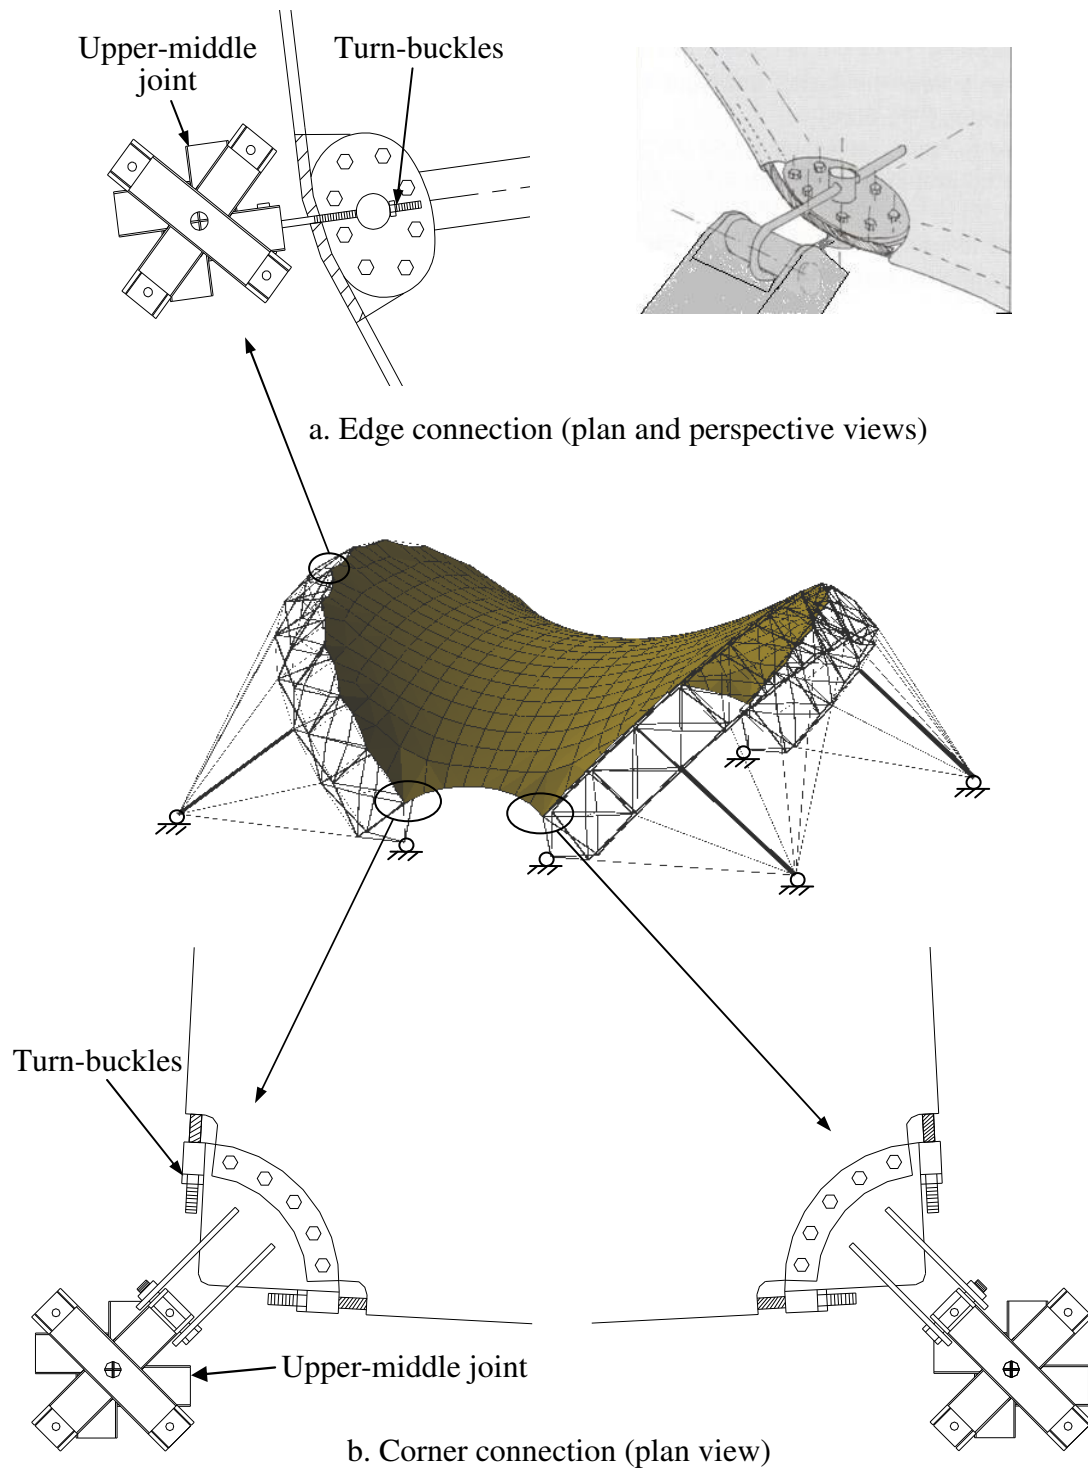 Upper-middle
joint
Turn-buckles
a. Edge connection (plan and perspective views)
Turn-buckles
Upper-middle joint
b. Corner connection (plan view)